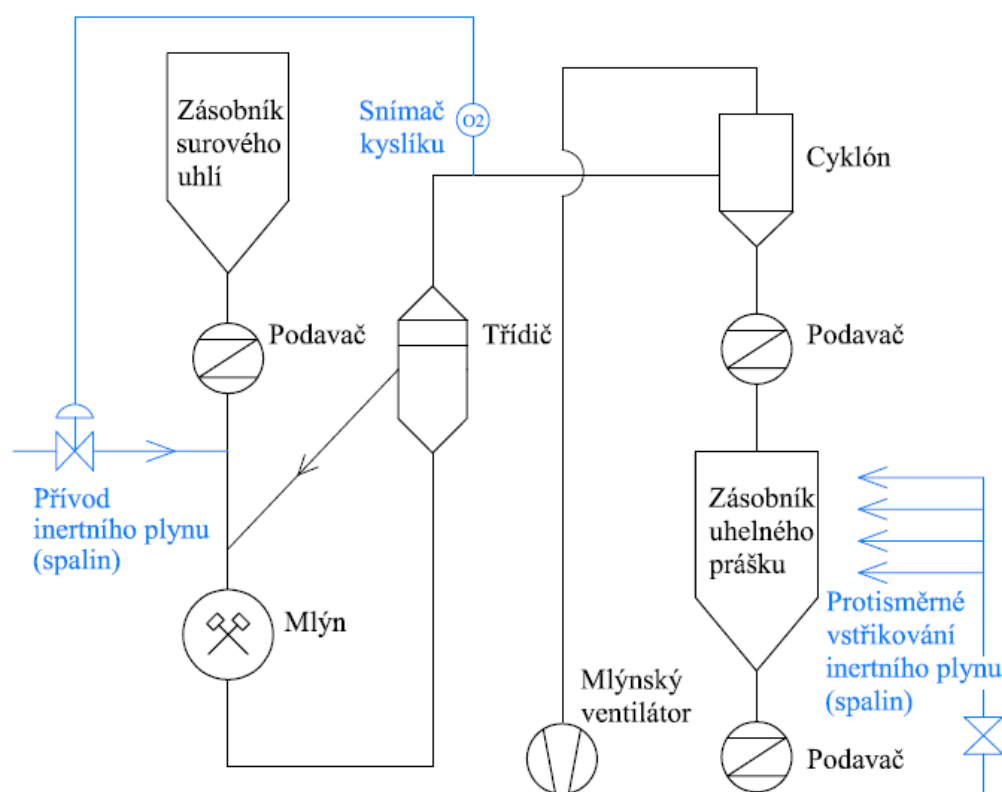 Zásobník
surového
uhlí
Snímač
kyslíku
O2
Cyklón
Podavač
Třídič
Podavač
Přívod
inertního plynu
(spalin)
Zásobník
uhelného
prášku
Mlýn
Protisměrné
vstřikování
inertního plynu
(spalin)
Mlýnský
ventilátor
Podavač